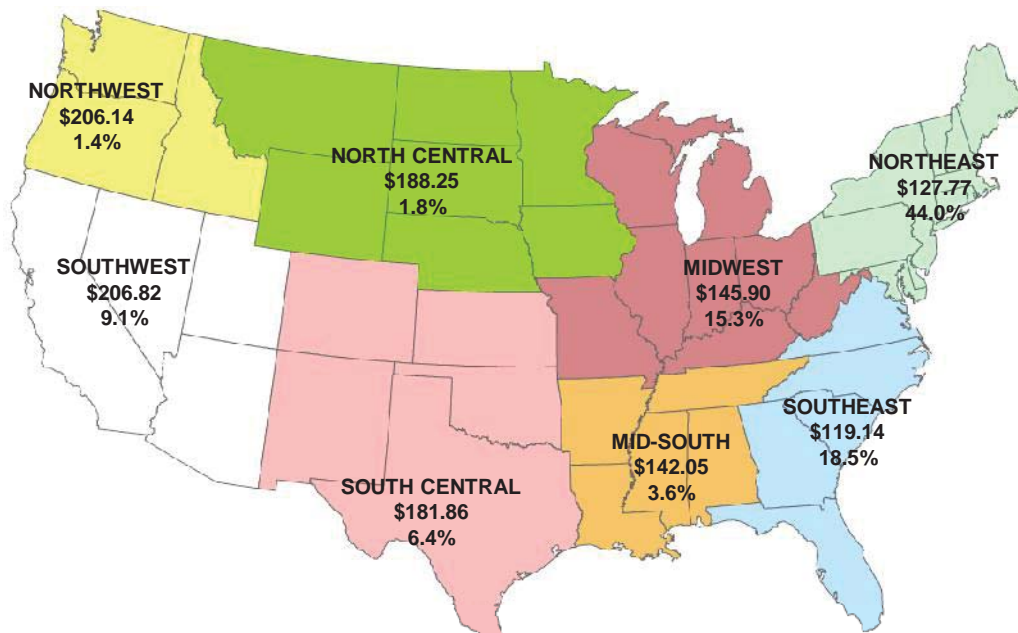 NORTHWEST
$206.14
1.4%
NORTH CENTRAL
$188.25
1.8%
NORTHEAST
$127.77
44.0%
SOUTHWEST
$206.82
9.1%
MIDWEST
$145.90
15.3%
SOUTHEAST
$119.14
18.5%
MID-SOUTH
$142.05
3.6%
SOUTH CENTRAL
$181.86
6.4%